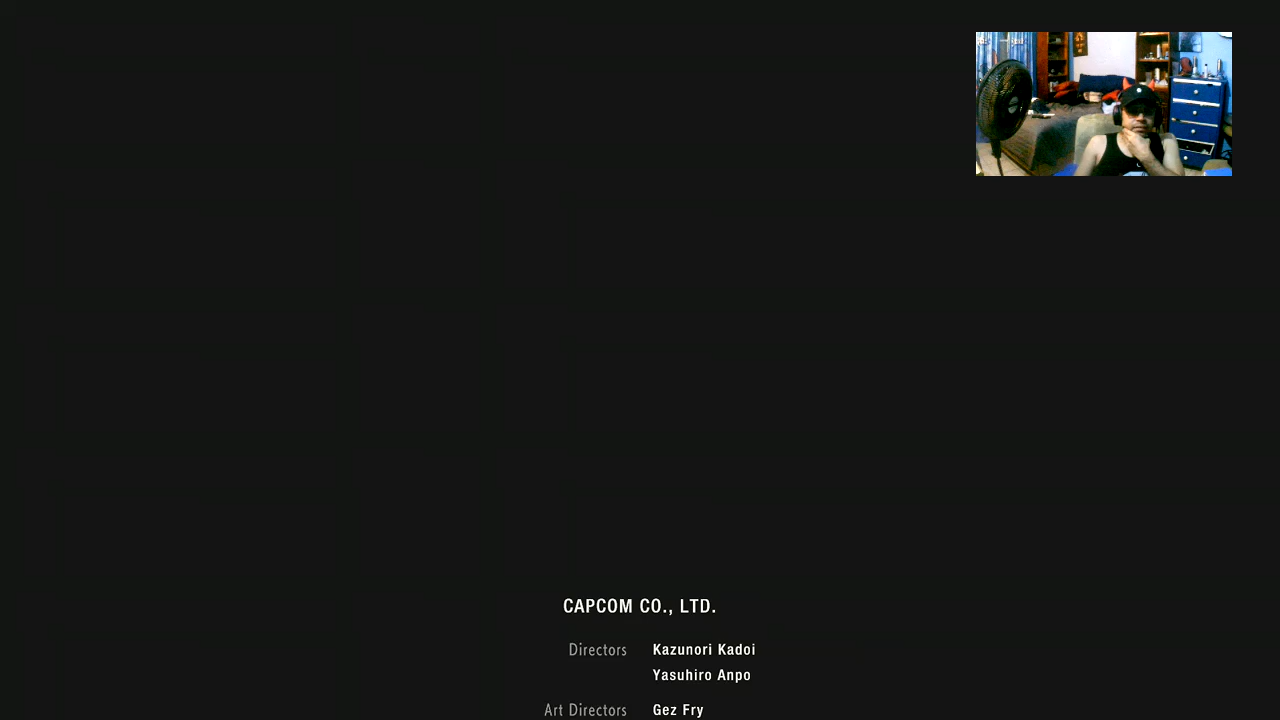 CAPCOM CO., LTD.
Directors Kazunori Kadoi
Yasuhiro Anpo
Art Directors Gez Fry